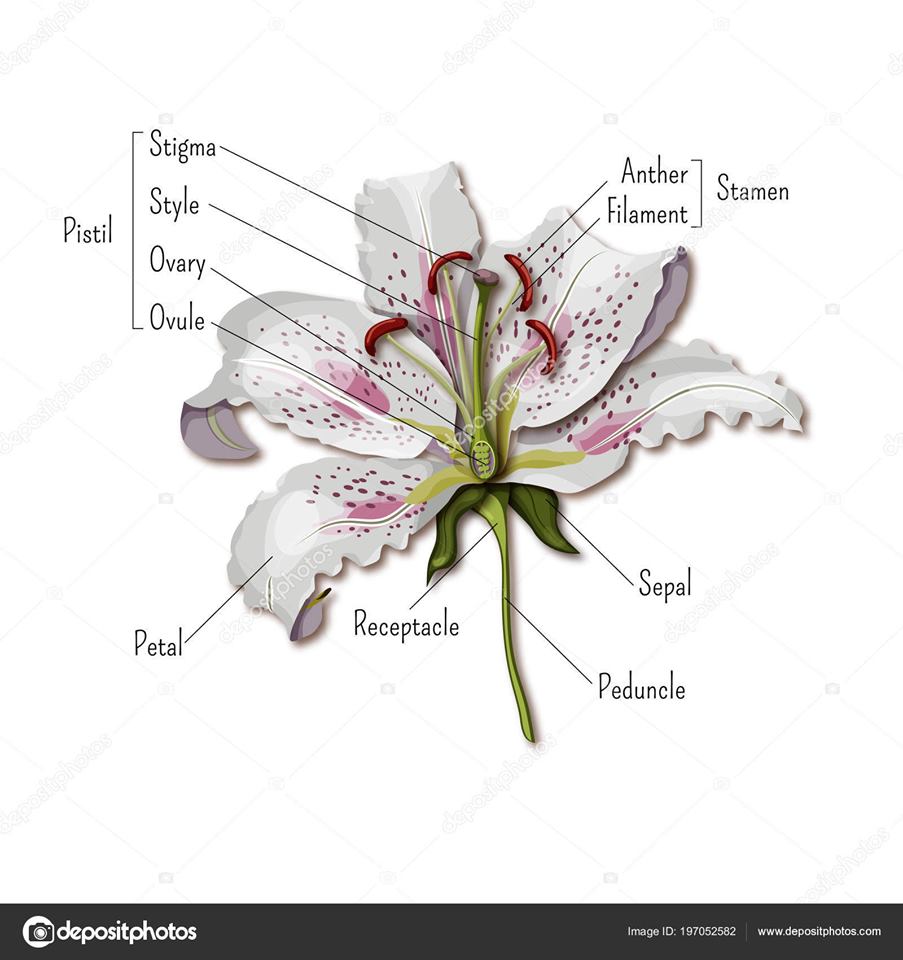 Stigma
Style
Pistil
Ovary
Ovule
Anther
Filament
Stamen
Sepal
Receptacle
Petal
Peduncle
depositphotos
Image ID: 197052582
www.depositphotos.com